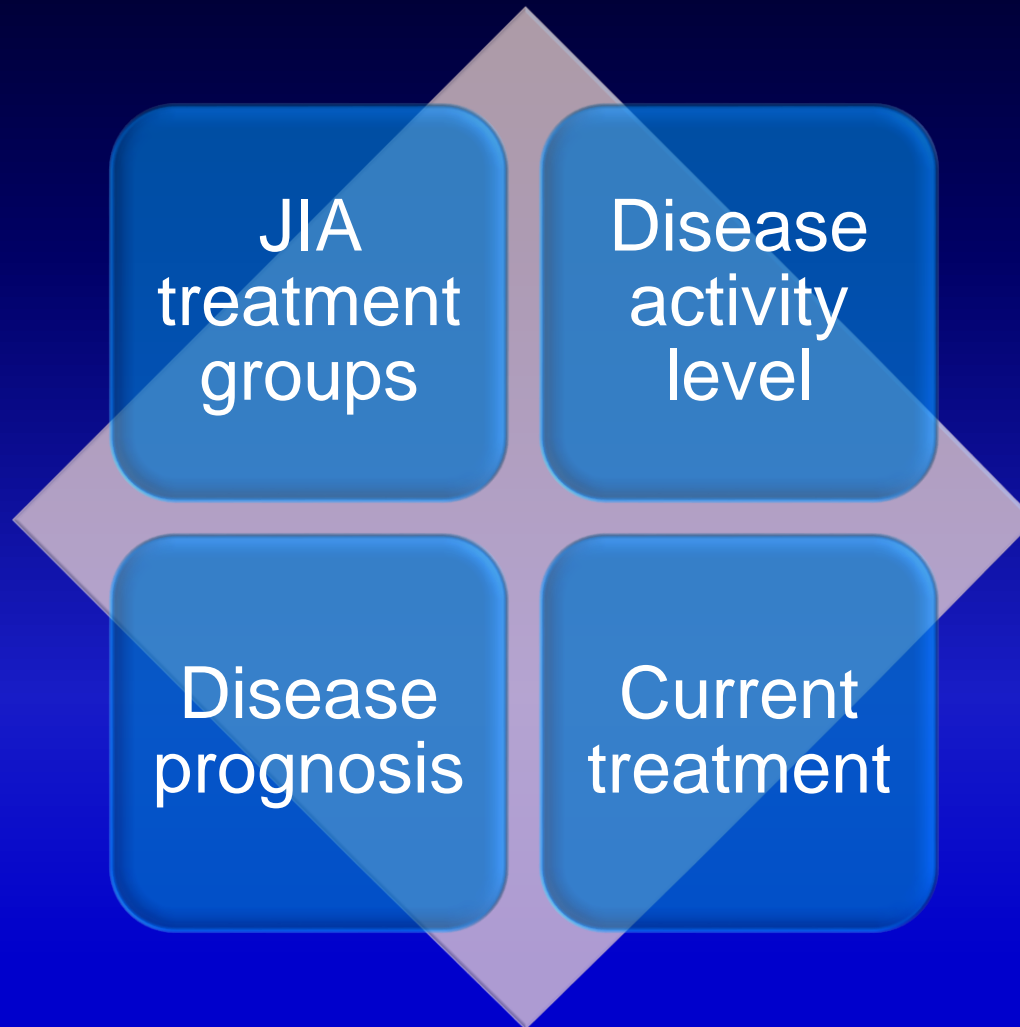 JIA
treatment
groups
Disease
activity
level
Disease
prognosis
Current
treatment